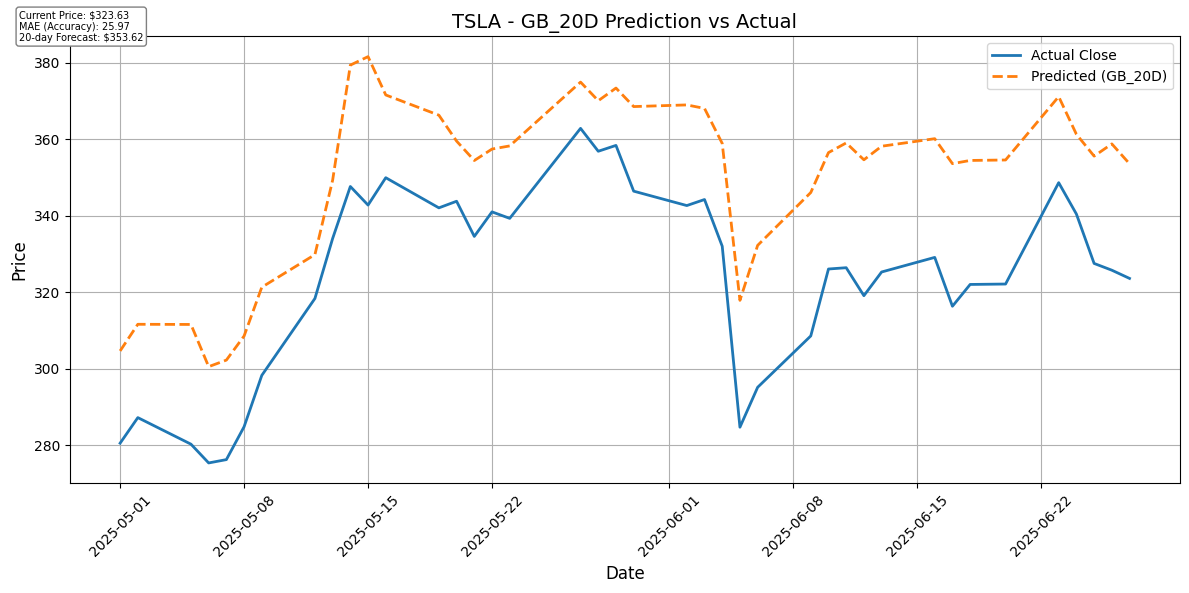 TSLA - GB_20D Prediction vs Actual
Current Price: $323.63
MAE (Accuracy): 25.97
20-day Forecast: $353.62
Actual Close
Predicted (GB_20D)
Price
380
360
340
320
300
280
2025-05-01
2025-05-08
2025-05-15
2025-05-22
2025-06-01
2025-06-08
2025-06-15
2025-06-22
Date